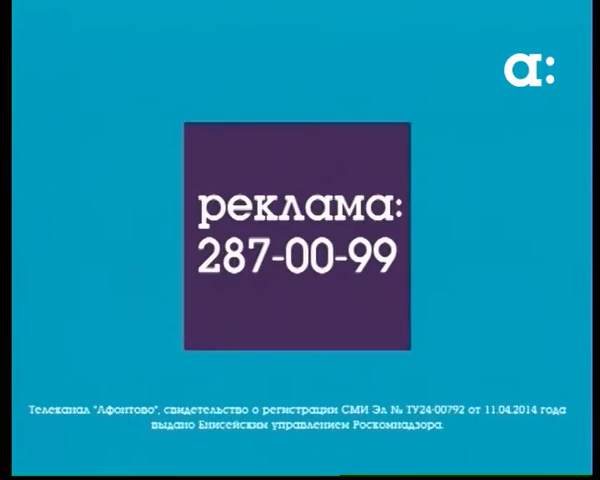 a:
реклама:
287-00-99
Телеканал "Афонтово", свидетельство о регистрации СМИ Эл № ТУ24-00792 от 11.04.2014 года
выдано Енисейским управлением Роскомнадзора.